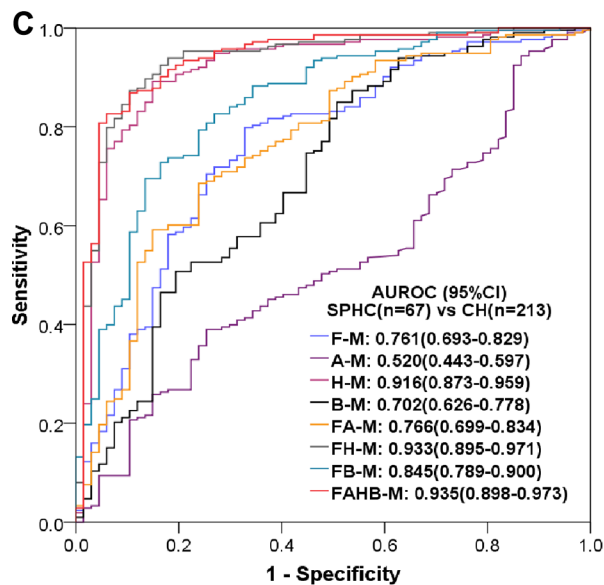 C
1.0
0.8
0.6
0.4
0.2
0.0
Sensitivity
AUROC (95%CI)
SPHC(n=67) vs CH(n=213)
F-M: 0.761(0.693-0.829)
A-M: 0.520(0.443-0.597)
H-M: 0.916(0.873-0.959)
B-M: 0.702(0.626-0.778)
FA-M: 0.766(0.699-0.834)
FH-M: 0.933(0.895-0.971)
FB-M: 0.845(0.789-0.900)
FAHB-M: 0.935(0.898-0.973)
0.0 0.2 0.4 0.6 0.8 1.0
1 - Specificity